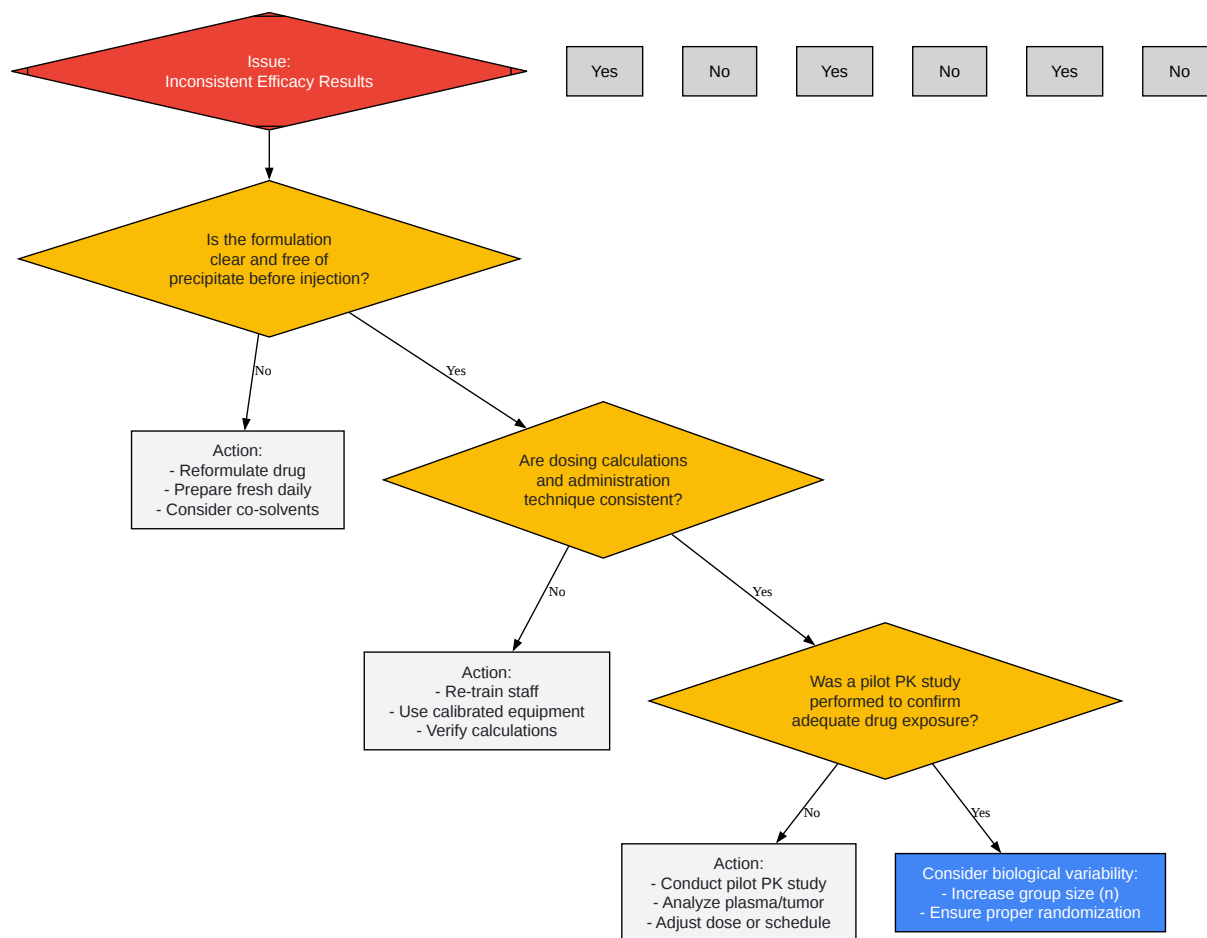 Issue:
Inconsistent Efficacy Results
Yes
No
Yes
No
Yes
No
Is the formulation
clear and free of
precipitate before injection?
No
Yes
Action:
- Reformulate drug
- Prepare fresh daily
- Consider co-solvents
Are dosing calculations
and administration
technique consistent?
No
Yes
Action:
- Re-train staff
- Use calibrated equipment
- Verify calculations
Was a pilot PK study
performed to confirm
adequate drug exposure?
No
Yes
Action:
- Conduct pilot PK study
- Analyze plasma/tumor
- Adjust dose or schedule
Consider biological variability:
- Increase group size (n)
- Ensure proper randomization